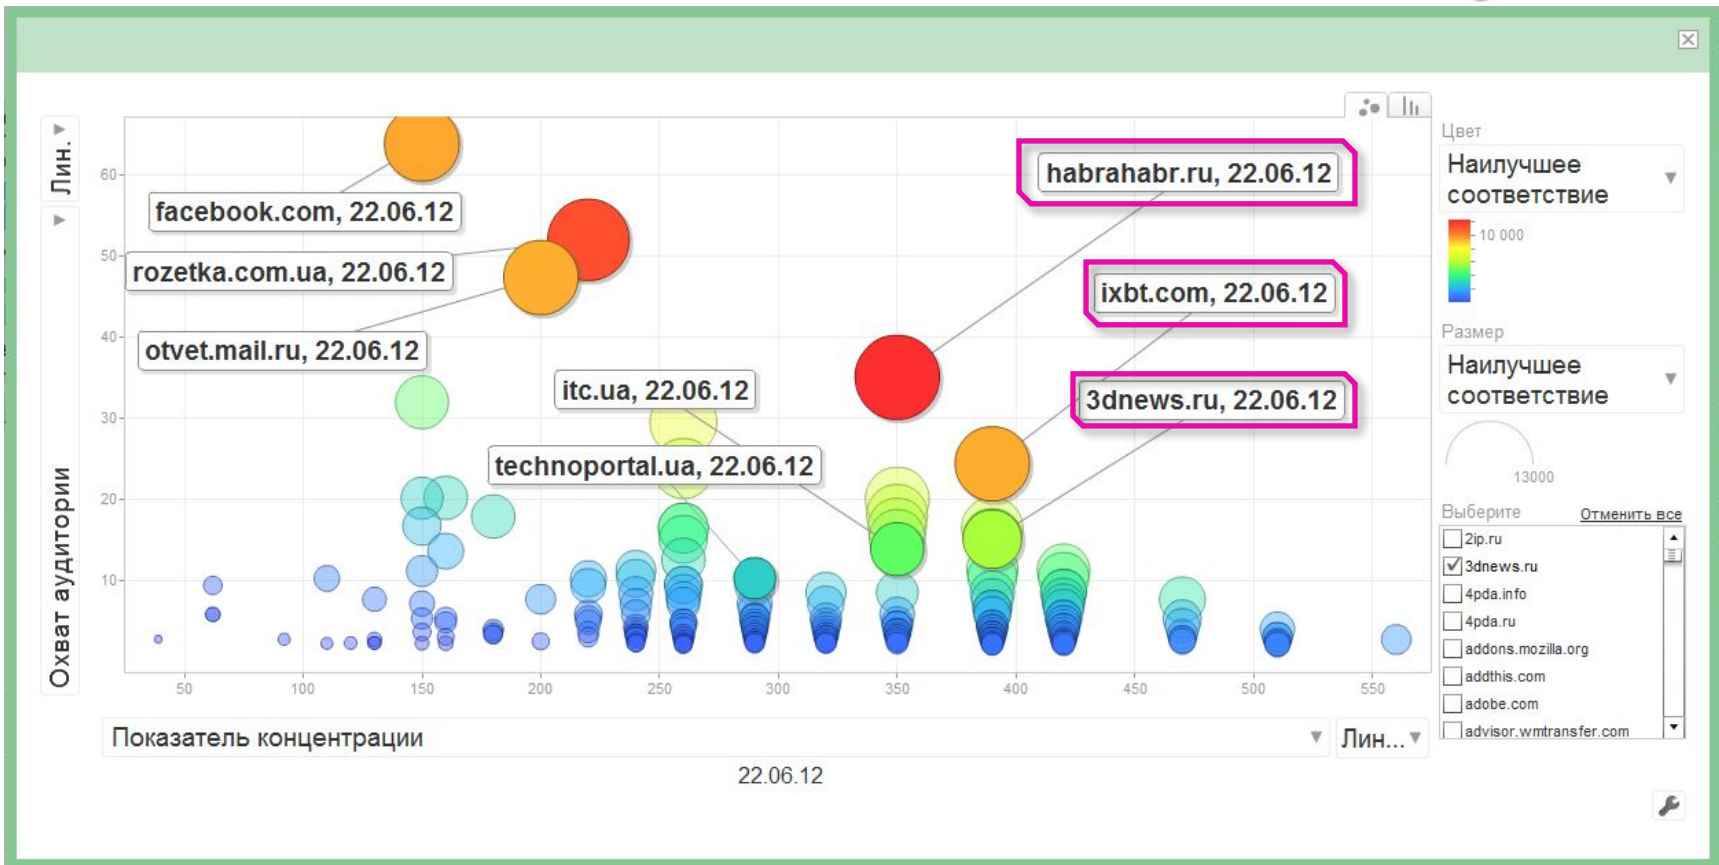 Лин.
Охват аудитории
60
50
40
30
20
10
facebook.com, 22.06.12
rozetka.com.ua, 22.06.12
otvet.mail.ru, 22.06.12
itc.ua, 22.06.12
technoportal.ua, 22.06.12
habrahabr.ru, 22.06.12
ixbt.com, 22.06.12
3dnews.ru, 22.06.12
50 100 150 200 250 300 350 400 450 500 550
Показатель концентрации
Лин...
22.06.12
Цвет
Наилучшее
соответствие
10 000
Размер
Наилучшее
соответствие
13000
Выберите Отменить все
2ip.ru
3dnews.ru
4pda.info
4pda.ru
addons.mozilla.org
addthis.com
adobe.com
advisor.wmtransfer.com